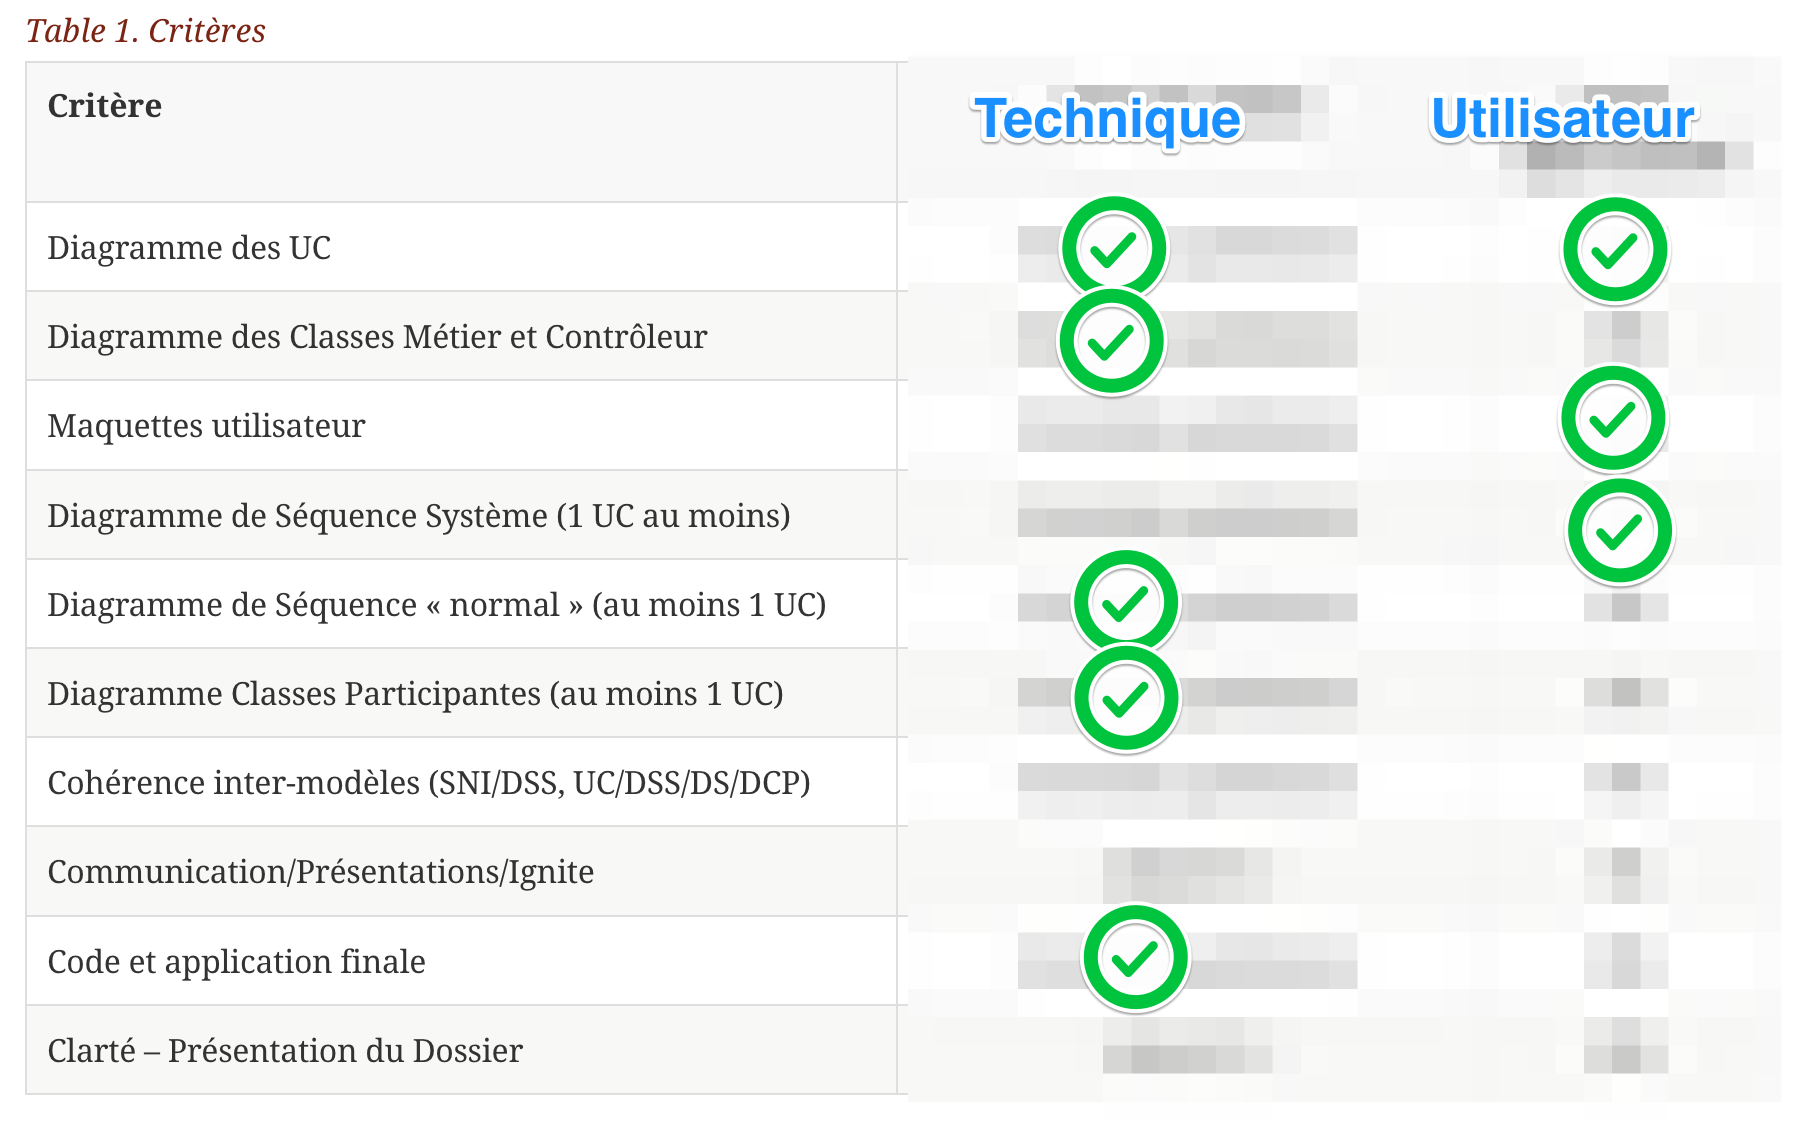 Table 1. Critères
Critère
Technique
Utilisateur
Diagramme des UC
Diagramme des Classes Métier et Contrôleur
Maquettes utilisateur
Diagramme de Séquence Système (1 UC au moins)
Diagramme de Séquence « normal » (au moins 1 UC)
Diagramme Classes Participantes (au moins 1 UC)
Cohérence inter-modèles (SNI/DSS, UC/DSS/DS/DCP)
Communication/Présentations/Ignite
Code et application finale
Clarté – Présentation du Dossier